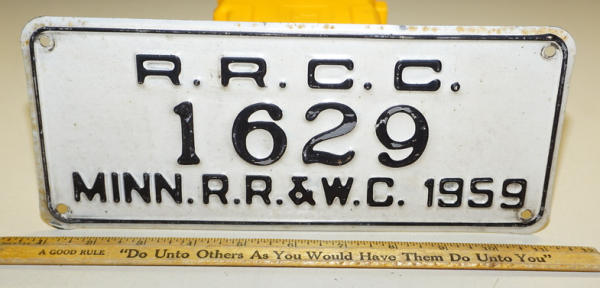 R.R.C.C.
1629
MINN.R.R.&W.C. 1959
A GOOD RULE "Do Unto Others As You Would Have Them Do Unto You"